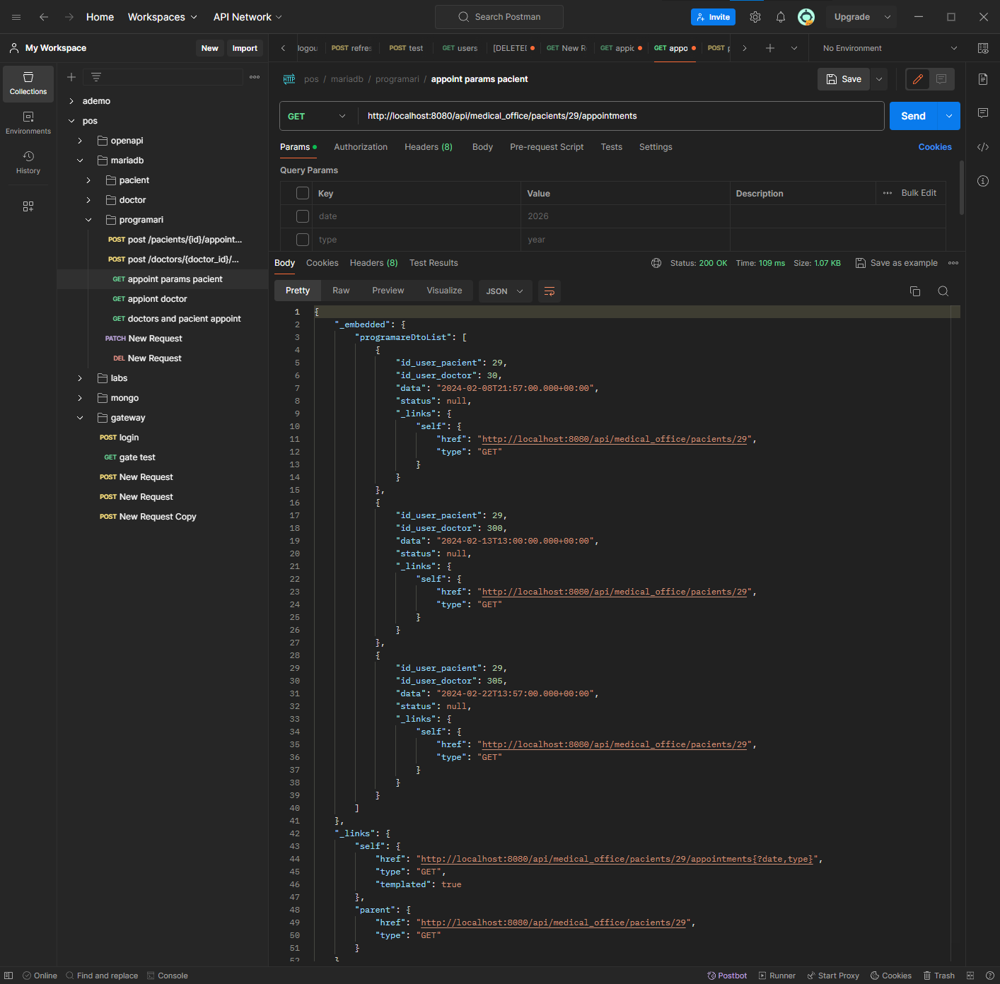 Home Workspaces API Network Search Postman Invite Upgrade
My Workspace New Import
logou POST refres POST test GET users [DELETE] GET New R GET appic GET appo POST No Environment
Collections
Environments
History
ademo
pos
openapi
mariadb
pacient
doctor
programari
POST post /pacients/{id}/appoint...
POST post /doctors/{doctor_id}/...
GET appoint params pacient
GET appiont doctor
GET doctors and pacient appoint
PATCH New Request
DEL New Request
labs
mongo
gateway
POST login
GET gate test
POST New Request
POST New Request
POST New Request Copy
HTTP pos / mariadb / programari / appoint params pacient Save
GET http://localhost:8080/api/medical_office/pacients/29/appointments Send
Params Authorization Headers (8) Body Pre-request Script Tests Settings Cookies
Query Params
Key Value Description Bulk Edit
date 2026
type year
Body Cookies Headers (8) Test Results Status: 200 OK Time: 109 ms Size: 1.07 KB Save as example
Pretty Raw Preview Visualize JSON
1 {
2 "_embedded": {
3 "programareDtoList": [
4 {
5 "id_user_pacient": 29,
6 "id_user_doctor": 30,
7 "data": "2024-02-08T21:57:00.000+00:00",
8 "status": null,
9 "_links": {
10 "self": {
11 "href": "http://localhost:8080/api/medical_office/pacients/29",
12 "type": "GET"
13 }
14 }
15 },
16 {
17 "id_user_pacient": 29,
18 "id_user_doctor": 300,
19 "data": "2024-02-13T13:00:00.000+00:00",
20 "status": null,
21 "_links": {
22 "self": {
23 "href": "http://localhost:8080/api/medical_office/pacients/29",
24 "type": "GET"
25 }
26 }
27 },
28 {
29 "id_user_pacient": 29,
30 "id_user_doctor": 305,
31 "data": "2024-02-22T13:57:00.000+00:00",
32 "status": null,
33 "_links": {
34 "self": {
35 "href": "http://localhost:8080/api/medical_office/pacients/29",
36 "type": "GET"
37 }
38 }
39 }
40 ]
41 },
42 "_links": {
43 "self": {
44 "href": "http://localhost:8080/api/medical_office/pacients/29/appointments{?date,type}",
45 "type": "GET",
46 "templated": true
47 },
48 "parent": {
49 "href": "http://localhost:8080/api/medical_office/pacients/29",
50 "type": "GET"
51 }
52 }
Online Find and replace Console Postbot Runner Start Proxy Cookies Trash